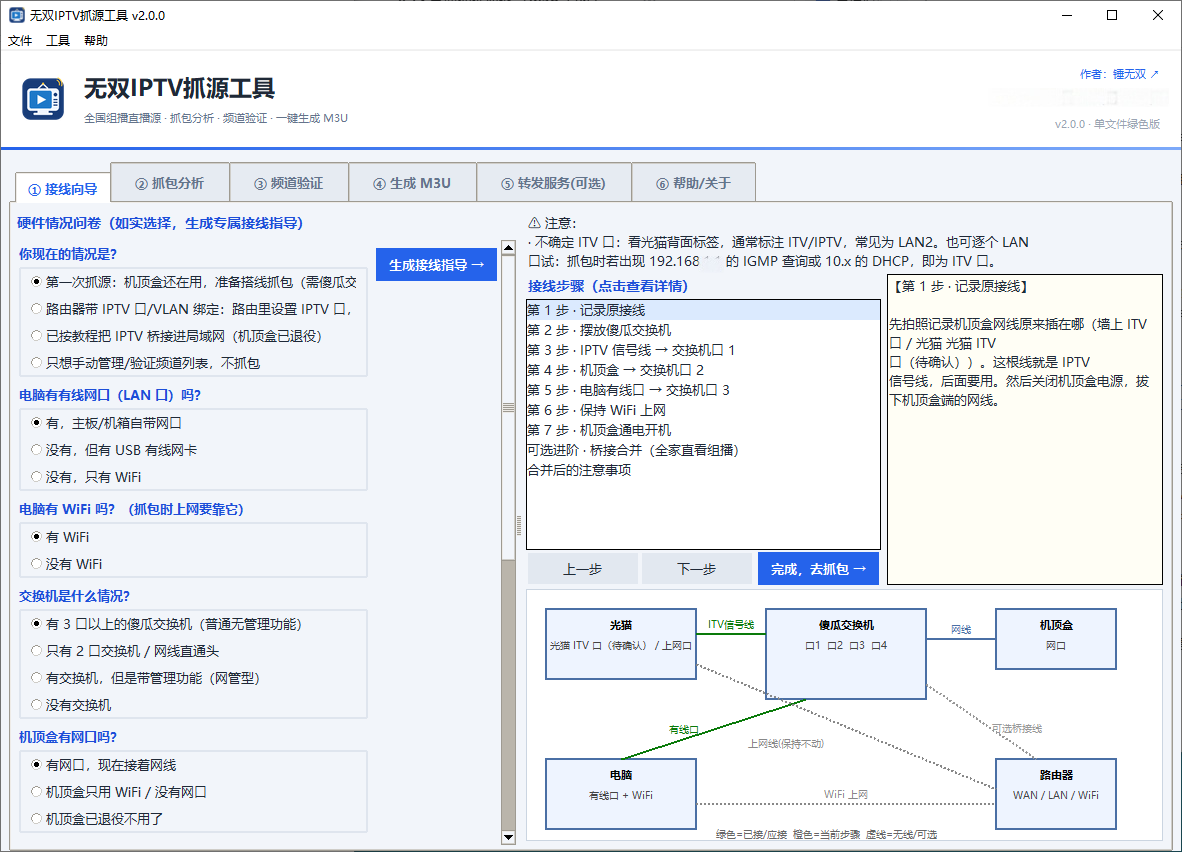 无双IPTV抓源工具 v2.0.0
文件 工具 帮助
无双IPTV抓源工具
全国组播直播源 · 抓包分析 · 频道验证 · 一键生成 M3U
作者：锤无双 ↗
v2.0.0 · 单文件绿色版
① 接线向导
② 抓包分析
③ 频道验证
④ 生成 M3U
⑤ 转发服务(可选)
⑥ 帮助/关于
硬件情况问卷（如实选择，生成专属接线指导）
你现在的情况是？
第一次抓源：机顶盒还在用，准备搭线抓包（需傻瓜交
路由器带 IPTV 口/VLAN 绑定：路由里设置 IPTV 口，
已按教程把 IPTV 桥接进局域网（机顶盒已退役）
只想手动管理/验证频道列表，不抓包
电脑有有线网口（LAN 口）吗？
有，主板/机箱自带网口
没有，但有 USB 有线网卡
没有，只有 WiFi
电脑有 WiFi 吗？（抓包时上网要靠它）
有 WiFi
没有 WiFi
交换机是什么情况？
有 3 口以上的傻瓜交换机（普通无管理功能）
只有 2 口交换机 / 网线直通头
有交换机，但是带管理功能（网管型）
没有交换机
机顶盒有网口吗？
有网口，现在接着网线
机顶盒只用 WiFi / 没有网口
机顶盒已退役不用了
生成接线指导 →
⚠ 注意：
· 不确定 ITV 口：看光猫背面标签，通常标注 ITV/IPTV，常见为 LAN2。也可逐个 LAN
口试：抓包时若出现 192.168 的 IGMP 查询或 10.x 的 DHCP，即为 ITV 口。
接线步骤（点击查看详情）
第 1 步 · 记录原接线
第 2 步 · 摆放傻瓜交换机
第 3 步 · IPTV 信号线 → 交换机口 1
第 4 步 · 机顶盒 → 交换机口 2
第 5 步 · 电脑有线口 → 交换机口 3
第 6 步 · 保持 WiFi 上网
第 7 步 · 机顶盒通电开机
可选进阶 · 桥接合并（全家直看组播）
合并后的注意事项
上一步
下一步
完成，去抓包 →
【第 1 步 · 记录原接线】
先拍照记录机顶盒网线原来插在哪（墙上 ITV
口 / 光猫 光猫 ITV
口（待确认））。这根线就是 IPTV
信号线，后面要用。然后关闭机顶盒电源，拔
下机顶盒端的网线。
光猫
光猫 ITV 口（待确认） / 上网口
ITV信号线
傻瓜交换机
口1 口2 口3 口4
网线
机顶盒
网口
有线口
上网线(保持不动)
可选桥接线
电脑
有线口 + WiFi
WiFi 上网
路由器
WAN / LAN / WiFi
绿色=已接/应接 橙色=当前步骤 虚线=无线/可选